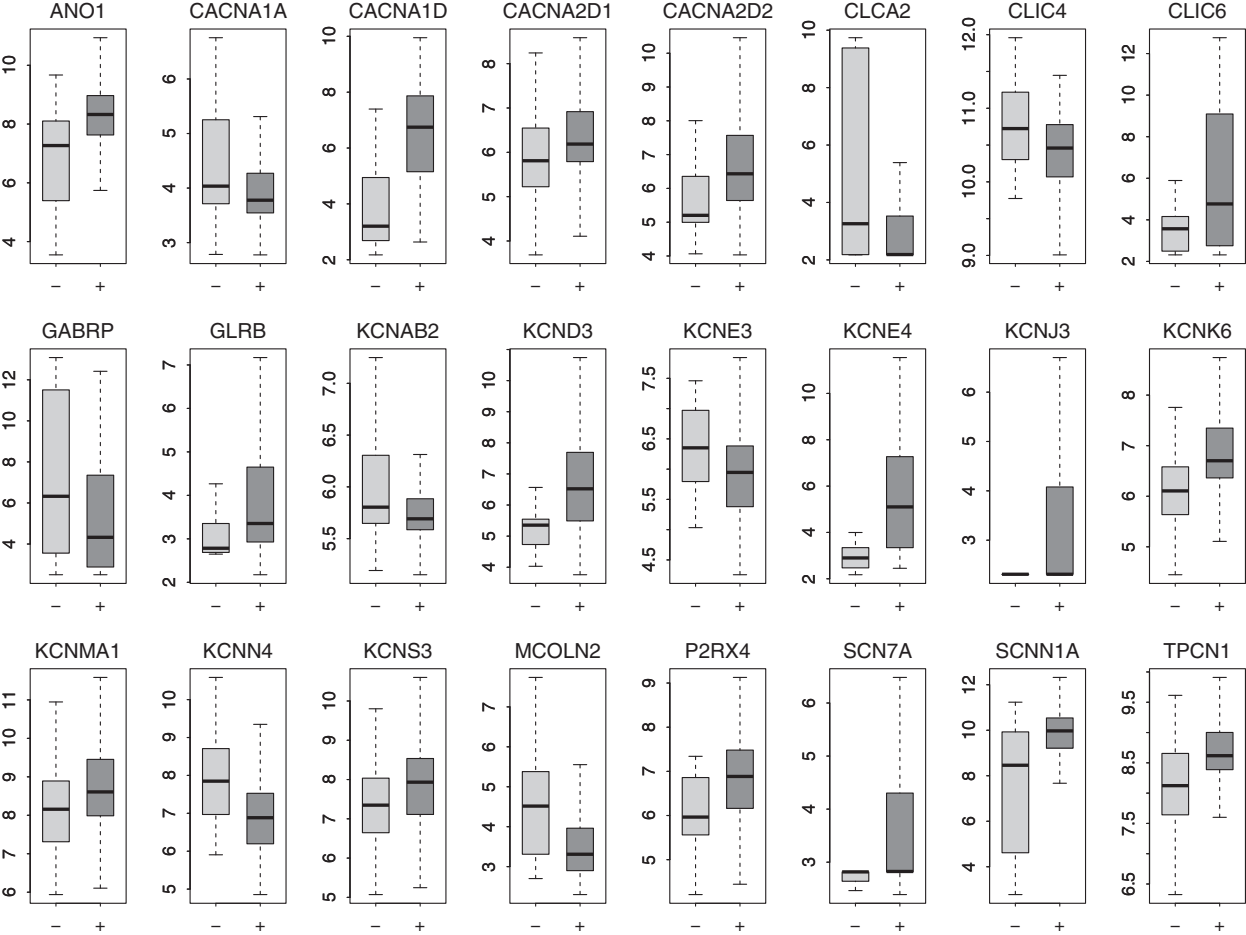 ANO1 CACNA1A CACNA1D CACNA2D1 CACNA2D2 CLCA2 CLIC4 CLIC6
4 6 8 10
3 4 5 6
2 4 6 8 10
4 5 6 7 8
4 5 6 7 8 9 10
2 4 6 8 10
9.0 10.0 11.0 12.0
2 4 6 8 10 12
− + − + − + − + − + − + − + − +
GABRP GLRB KCNAB2 KCND3 KCNE3 KCNE4 KCNJ3 KCNK6
4 6 8 10 12
2 3 4 5 6 7
5.5 6.0 6.5 7.0
4 5 6 7 8 9 10
4.5 5.5 6.5 7.5
2 4 6 8 10
3 4 5 6
5 6 7 8
− + − + − + − + − + − + − + − +
KCNMA1 KCNN4 KCNS3 MCOLN2 P2RX4 SCN7A SCNN1A TPCN1
6 7 8 9 10 11
5 6 7 8 9 10
5 6 7 8 9 10
3 4 5 6 7
5 6 7 8 9
3 4 5 6
4 6 8 10 12
6.5 7.5 8.5 9.5
− + − + − + − + − + − + − + − +